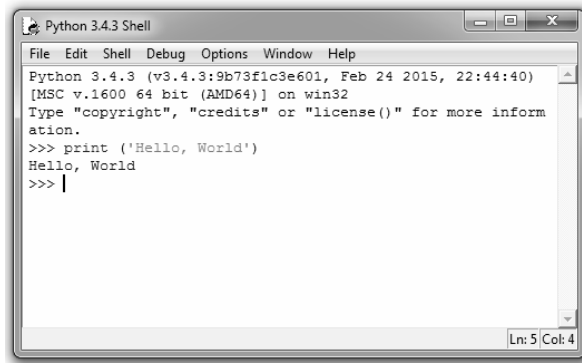 Python 3.4.3 Shell
File Edit Shell Debug Options Window Help
Python 3.4.3 (v3.4.3:9b73f1c3e601, Feb 24 2015, 22:44:40)
[MSC v.1600 64 bit (AMD64)] on win32
Type "copyright", "credits" or "license()" for more inform
ation.
>>> print ('Hello, World')
Hello, World
>>>
Ln: 5 Col: 4